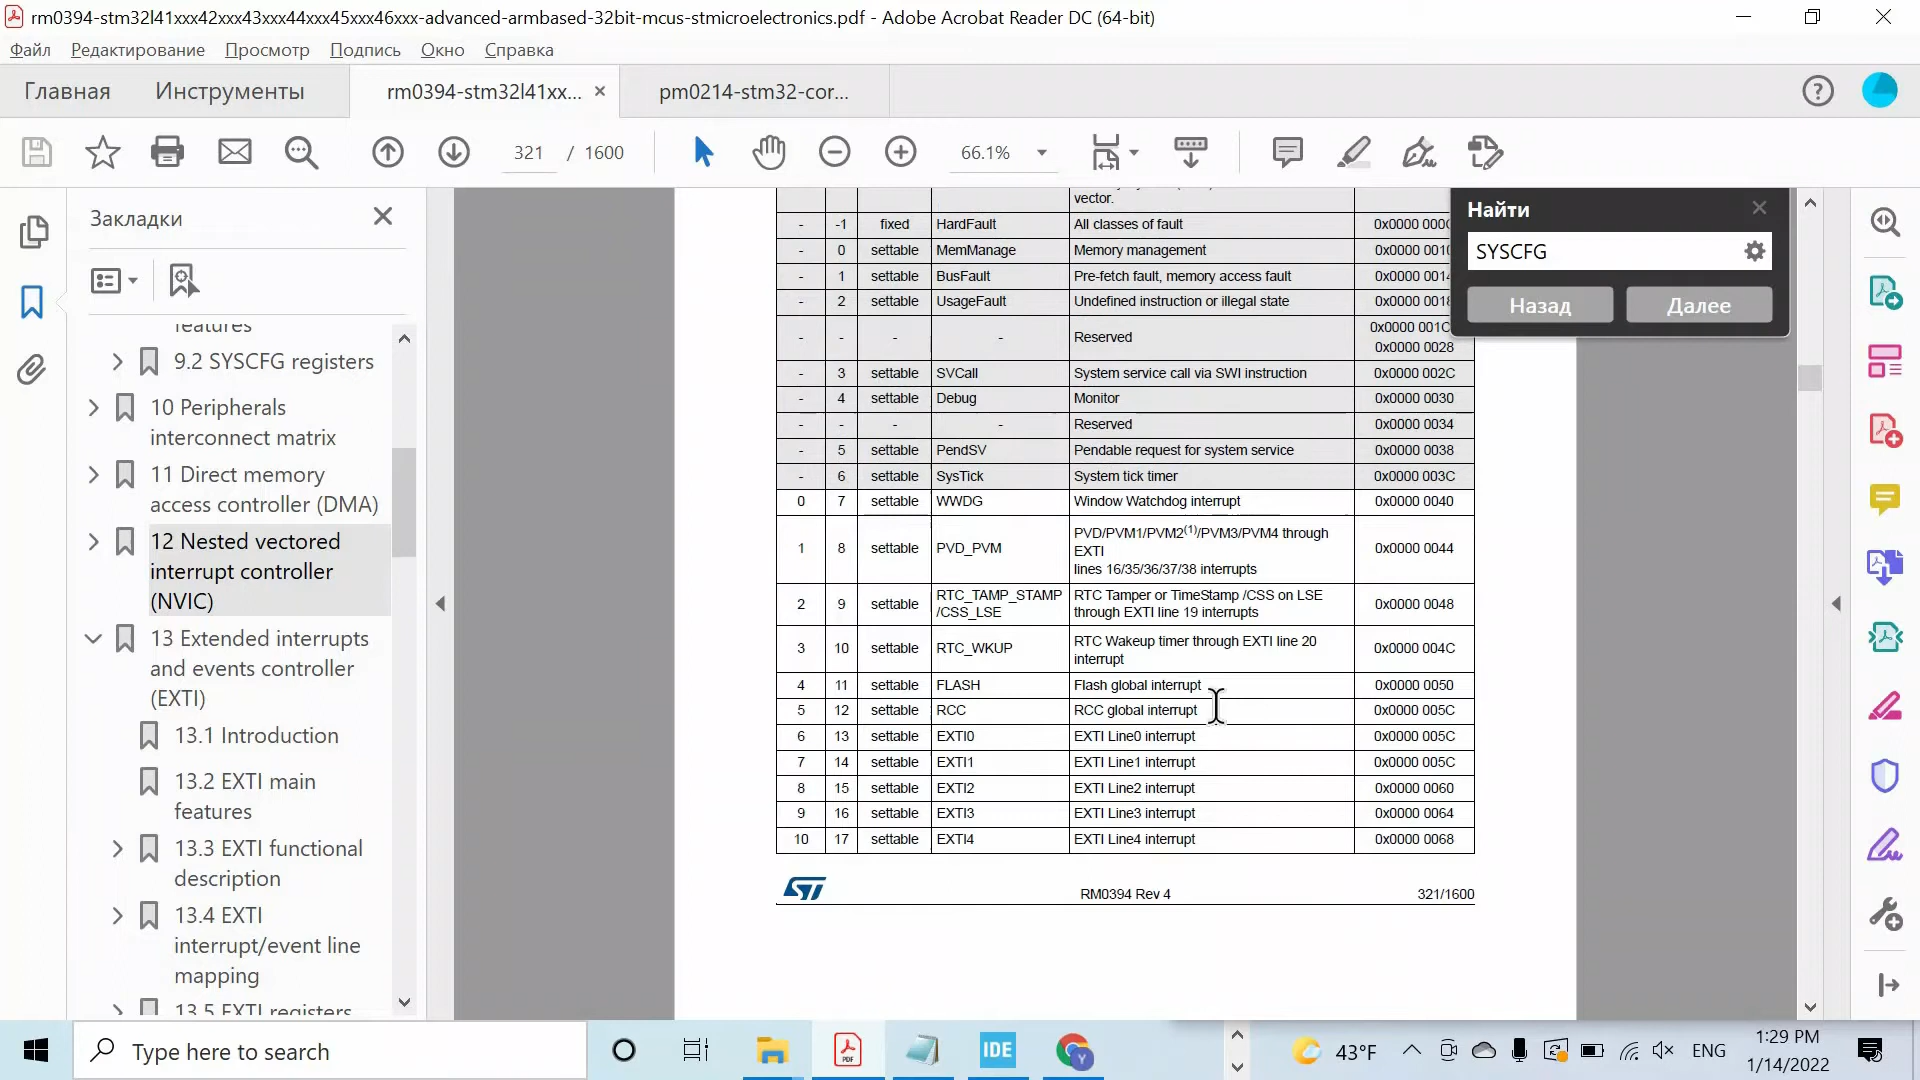 rm0394-stm32l41xxx42xxx43xxx44xxx45xxx46xxx-advanced-armbased-32bit-mcus-stmicroelectronics.pdf - Adobe Acrobat Reader DC (64-bit)
Файл Редактирование Просмотр Подпись Окно Справка
Главная Инструменты rm0394-stm32l41xx... × pm0214-stm32-cor...
321 / 1600 66.1%
Закладки
features
9.2 SYSCFG registers
10 Peripherals
interconnect matrix
11 Direct memory
access controller (DMA)
12 Nested vectored
interrupt controller
(NVIC)
13 Extended interrupts
and events controller
(EXTI)
13.1 Introduction
13.2 EXTI main
features
13.3 EXTI functional
description
13.4 EXTI
interrupt/event line
mapping
13.5 EXTI registers
vector.
- -1 fixed HardFault All classes of fault 0x0000 000C
- 0 settable MemManage Memory management 0x0000 0010
- 1 settable BusFault Pre-fetch fault, memory access fault 0x0000 0014
- 2 settable UsageFault Undefined instruction or illegal state 0x0000 0018
- - - - Reserved 0x0000 001C
0x0000 0028
- 3 settable SVCall System service call via SWI instruction 0x0000 002C
- 4 settable Debug Monitor 0x0000 0030
- - - - Reserved 0x0000 0034
- 5 settable PendSV Pendable request for system service 0x0000 0038
- 6 settable SysTick System tick timer 0x0000 003C
0 7 settable WWDG Window Watchdog interrupt 0x0000 0040
1 8 settable PVD_PVM PVD/PVM1/PVM2(1)/PVM3/PVM4 through
EXTI
lines 16/35/36/37/38 interrupts 0x0000 0044
2 9 settable RTC_TAMP_STAMP
/CSS_LSE RTC Tamper or TimeStamp /CSS on LSE
through EXTI line 19 interrupts 0x0000 0048
3 10 settable RTC_WKUP RTC Wakeup timer through EXTI line 20
interrupt 0x0000 004C
4 11 settable FLASH Flash global interrupt 0x0000 0050
5 12 settable RCC RCC global interrupt 0x0000 005C
6 13 settable EXTI0 EXTI Line0 interrupt 0x0000 005C
7 14 settable EXTI1 EXTI Line1 interrupt 0x0000 005C
8 15 settable EXTI2 EXTI Line2 interrupt 0x0000 0060
9 16 settable EXTI3 EXTI Line3 interrupt 0x0000 0064
10 17 settable EXTI4 EXTI Line4 interrupt 0x0000 0068
ST RM0394 Rev 4 321/1600
Найти
SYSCFG
Назад Далее
Type here to search
IDE
Y
43°F
ENG
1:29 PM
1/14/2022